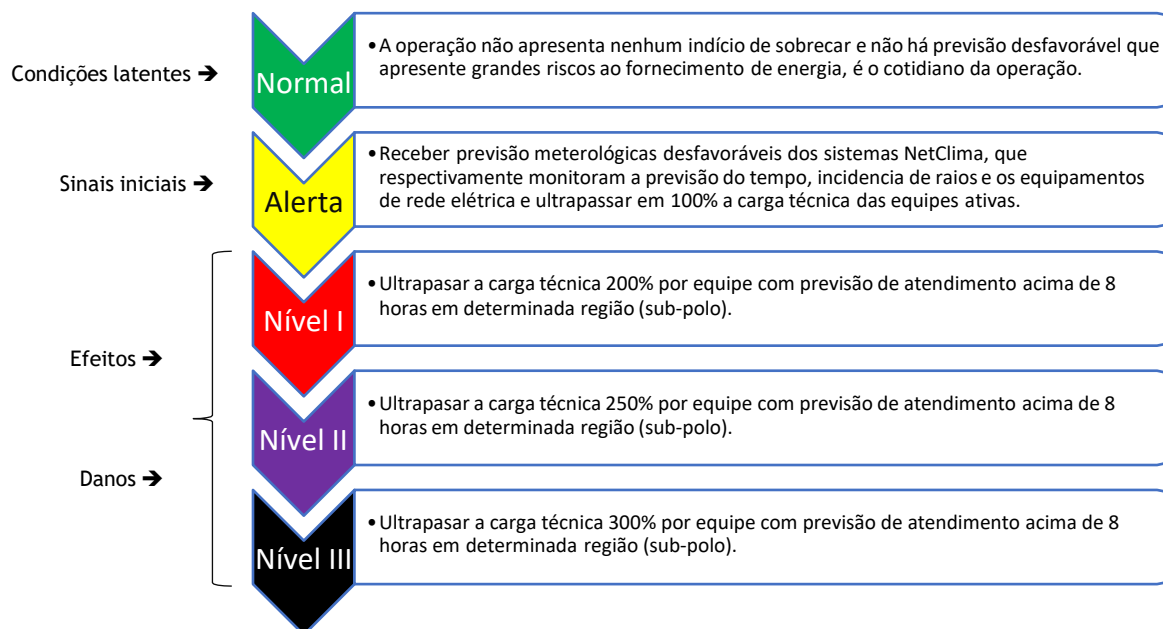 Condições latentes ➔
Normal
•A operação não apresenta nenhum indício de sobrecar e não há previsão desfavorável que
apresente grandes riscos ao fornecimento de energia, é o cotidiano da operação.
Sinais iniciais ➔
Alerta
•Receber previsão meterológicas desfavoráveis dos sistemas NetClima, que
respectivamente monitoram a previsão do tempo, incidencia de raios e os equipamentos
de rede elétrica e ultrapassar em 100% a carga técnica das equipes ativas.
Efeitos ➔
Nível I
•Ultrapasar a carga técnica 200% por equipe com previsão de atendimento acima de 8
horas em determinada região (sub-polo).
Nível II
•Ultrapasar a carga técnica 250% por equipe com previsão de atendimento acima de 8
horas em determinada região (sub-polo).
Danos ➔
Nível III
•Ultrapasar a carga técnica 300% por equipe com previsão de atendimento acima de 8
horas em determinada região (sub-polo).